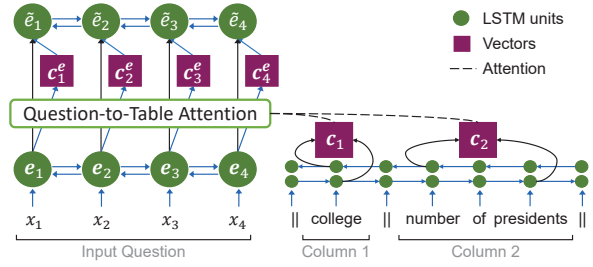 ẽ₁ ẽ₂ ẽ₃ ẽ₄
LSTM units
Vectors
Attention
c₁ᵉ c₂ᵉ c₃ᵉ c₄ᵉ
Question-to-Table Attention
c₁ c₂
e₁ e₂ e₃ e₄
x₁ x₂ x₃ x₄
|| college || number of presidents ||
Input Question
Column 1
Column 2